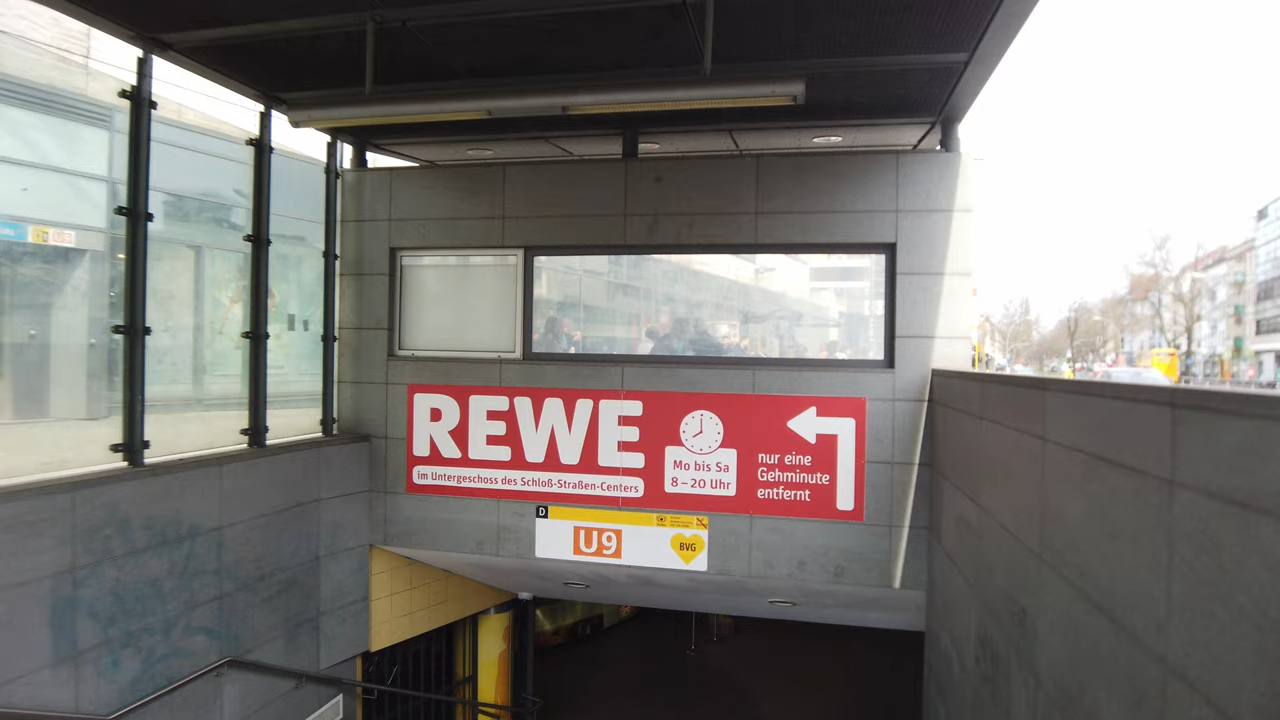 REWE
im Untergeschoss des Schloß-Straßen-Centers
Mo bis Sa
8–20 Uhr
nur eine
Gehminute
entfernt
D
U9
BVG